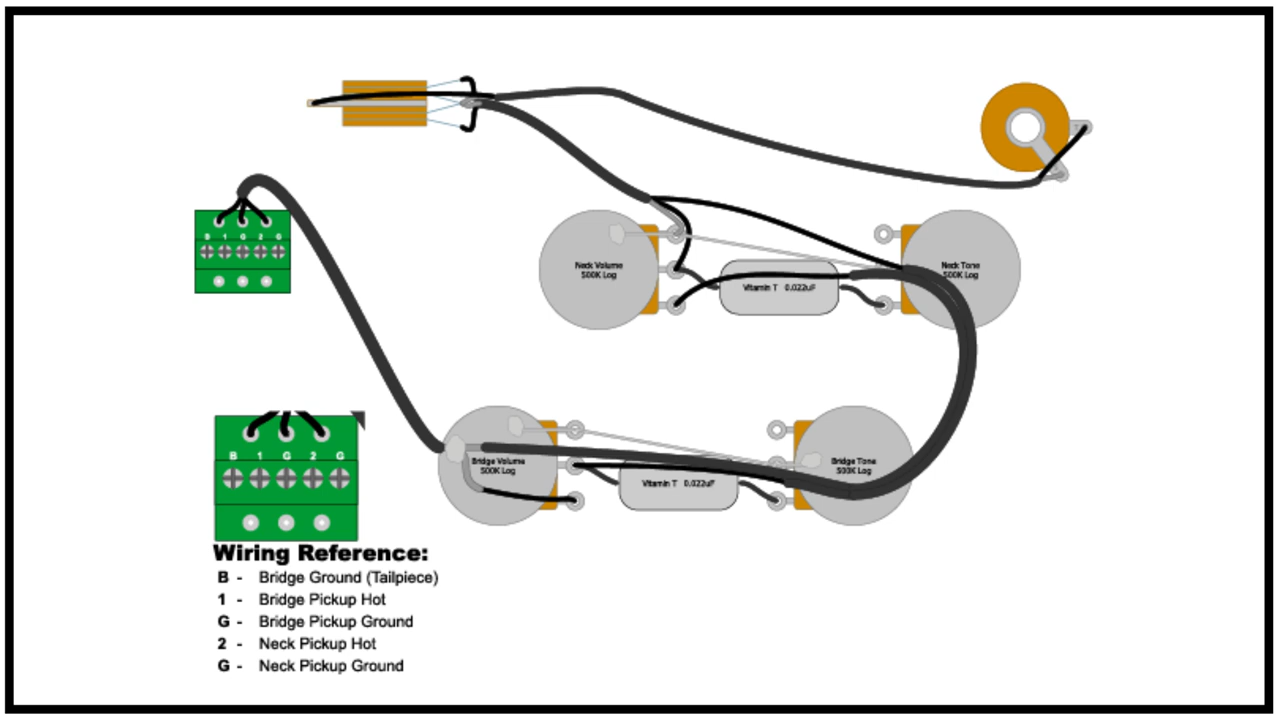 B 1 G 2 G
Neck Volume
500K Log
Vitamin T 0.022uF
Neck Tone
500K Log
Bridge Volume
500K Log
Vitamin T 0.022uF
Bridge Tone
500K Log
B 1 G 2 G
Wiring Reference:
B - Bridge Ground (Tailpiece)
1 - Bridge Pickup Hot
G - Bridge Pickup Ground
2 - Neck Pickup Hot
G - Neck Pickup Ground